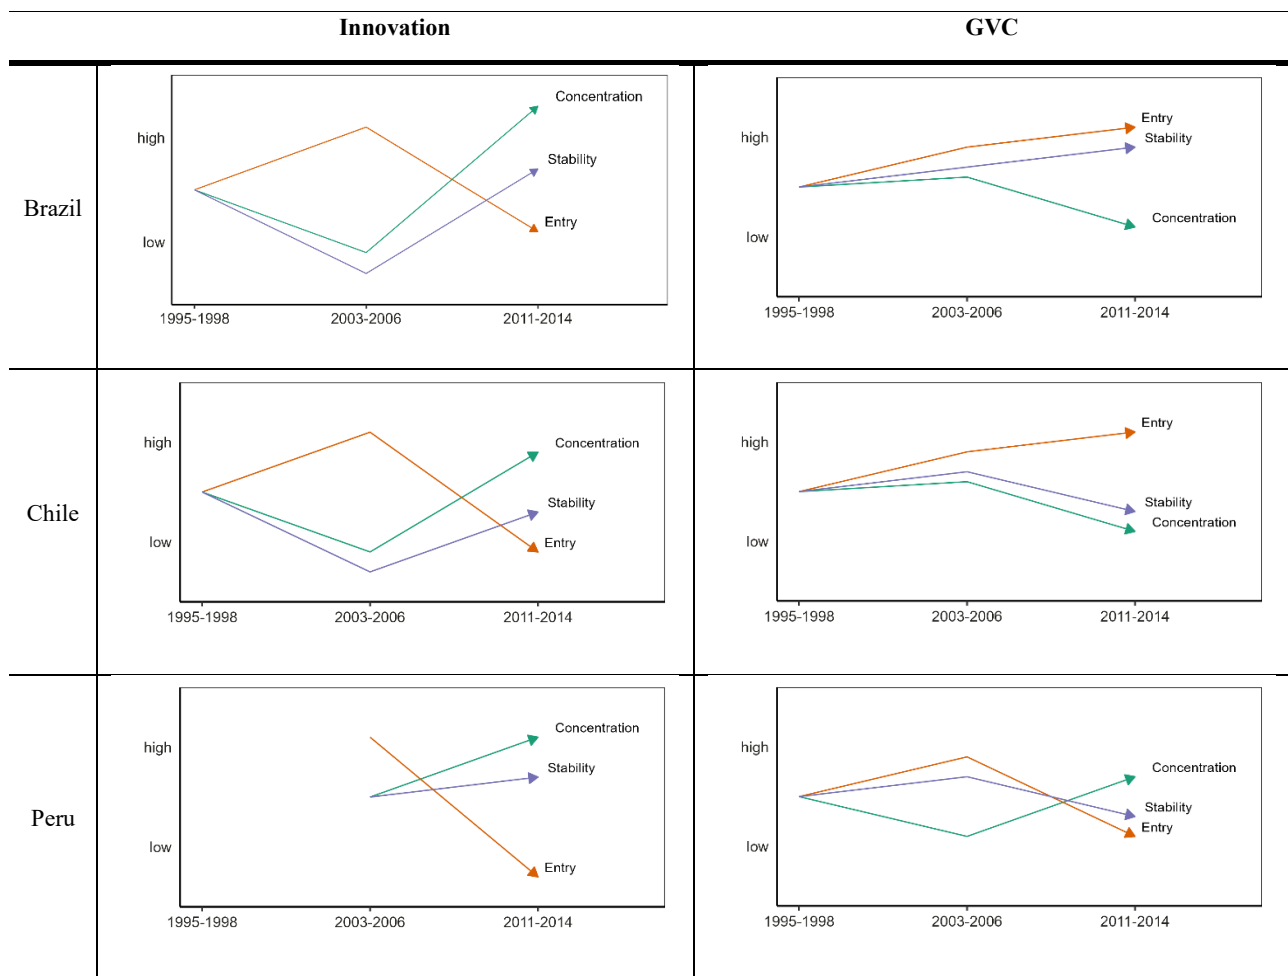 Innovation GVC
Brazil
high
low
Concentration
Stability
Entry
1995-1998 2003-2006 2011-2014
high
low
Entry
Stability
Concentration
1995-1998 2003-2006 2011-2014
Chile
high
low
Concentration
Stability
Entry
1995-1998 2003-2006 2011-2014
high
low
Entry
Stability
Concentration
1995-1998 2003-2006 2011-2014
Peru
high
low
Concentration
Stability
Entry
1995-1998 2003-2006 2011-2014
high
low
Concentration
Stability
Entry
1995-1998 2003-2006 2011-2014